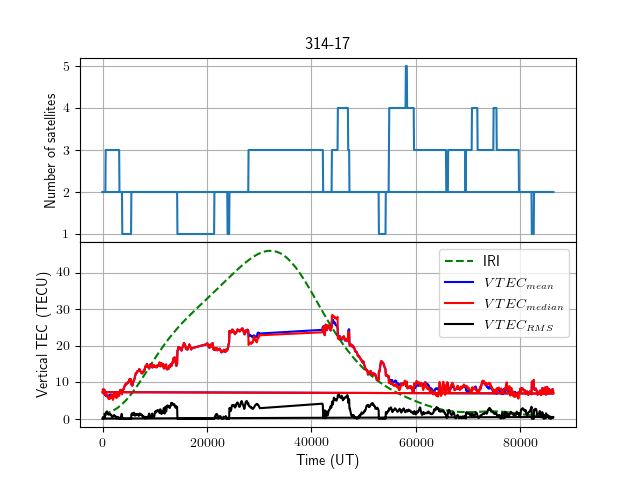 314-17
Number of satellites
5
4
3
2
1
Vertical TEC (TECU)
40
30
20
10
0
IRI
VTEC_mean
VTEC_median
VTEC_RMS
0 20000 40000 60000 80000
Time (UT)